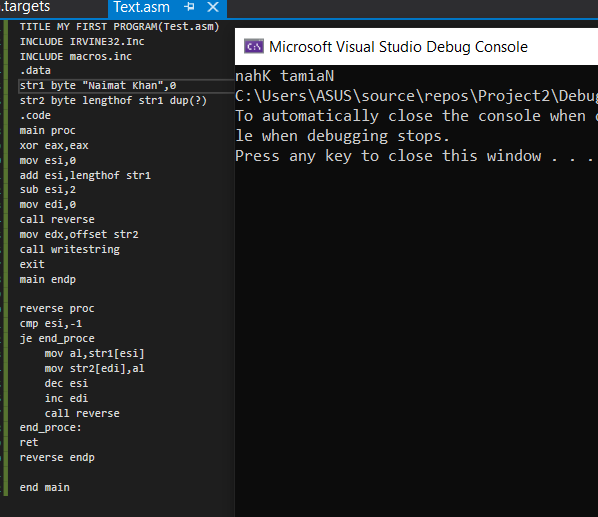 .targets
Text.asm
TITLE MY FIRST PROGRAM(Test.asm)
INCLUDE IRVINE32.Inc
INCLUDE macros.inc
.data
str1 byte "Naimat Khan",0
str2 byte lengthof str1 dup(?)
.code
main proc
xor eax,eax
mov esi,0
add esi,lengthof str1
sub esi,2
mov edi,0
call reverse
mov edx,offset str2
call writestring
exit
main endp
reverse proc
cmp esi,-1
je end_proce
mov al,str1[esi]
mov str2[edi],al
dec esi
inc edi
call reverse
end_proce:
ret
reverse endp
end main
Microsoft Visual Studio Debug Console
nahK tamiaN
C:\Users\ASUS\source\repos\Project2\Debug
To automatically close the console when
le when debugging stops.
Press any key to close this window . . .